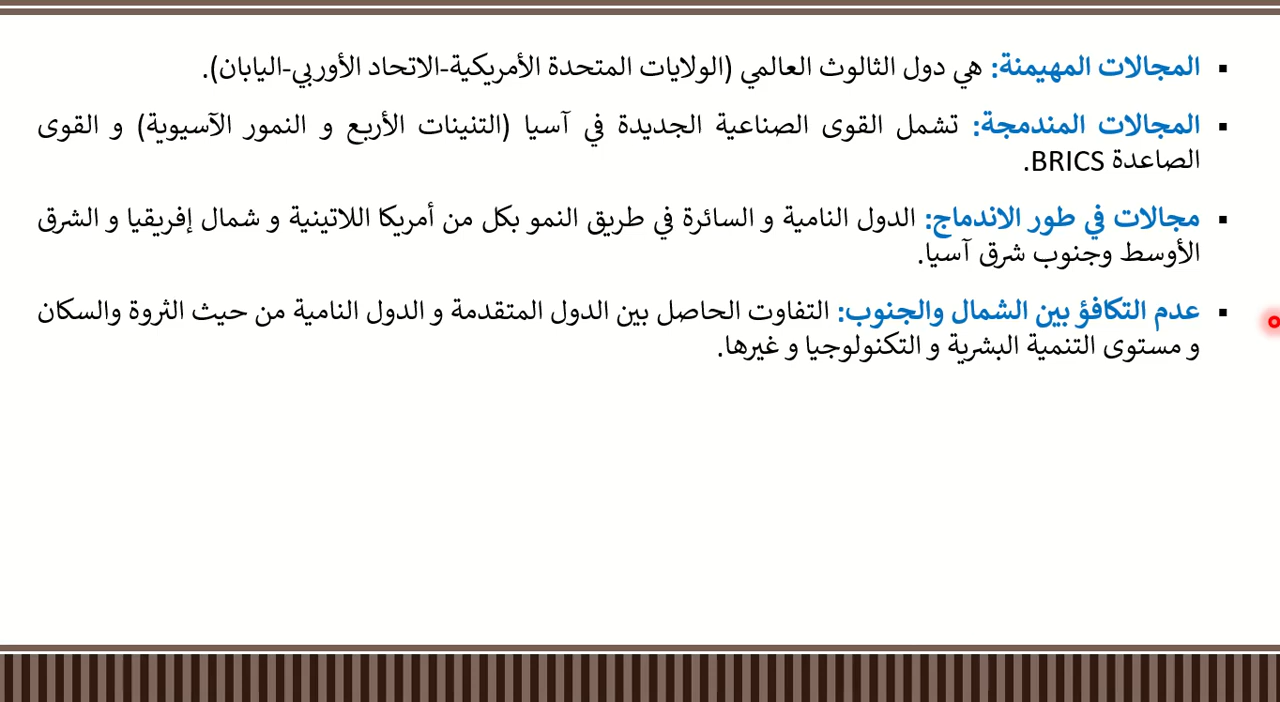 ▪ المجالات المهيمنة: هي دول الثالوث العالمي (الولايات المتحدة الأمريكية-الاتحاد الأوربي-اليابان).
▪ المجالات المندمجة: تشمل القوى الصناعية الجديدة في آسيا (التنينات الأربع و النمور الآسيوية) و القوى
الصاعدة BRICS.
▪ مجالات في طور الاندماج: الدول النامية و السائرة في طريق النمو بكل من أمريكا اللاتينية و شمال إفريقيا و الشرق
الأوسط وجنوب شرق آسيا.
▪ عدم التكافؤ بين الشمال والجنوب: التفاوت الحاصل بين الدول المتقدمة و الدول النامية من حيث الثروة والسكان
و مستوى التنمية البشرية و التكنولوجيا و غيرها.